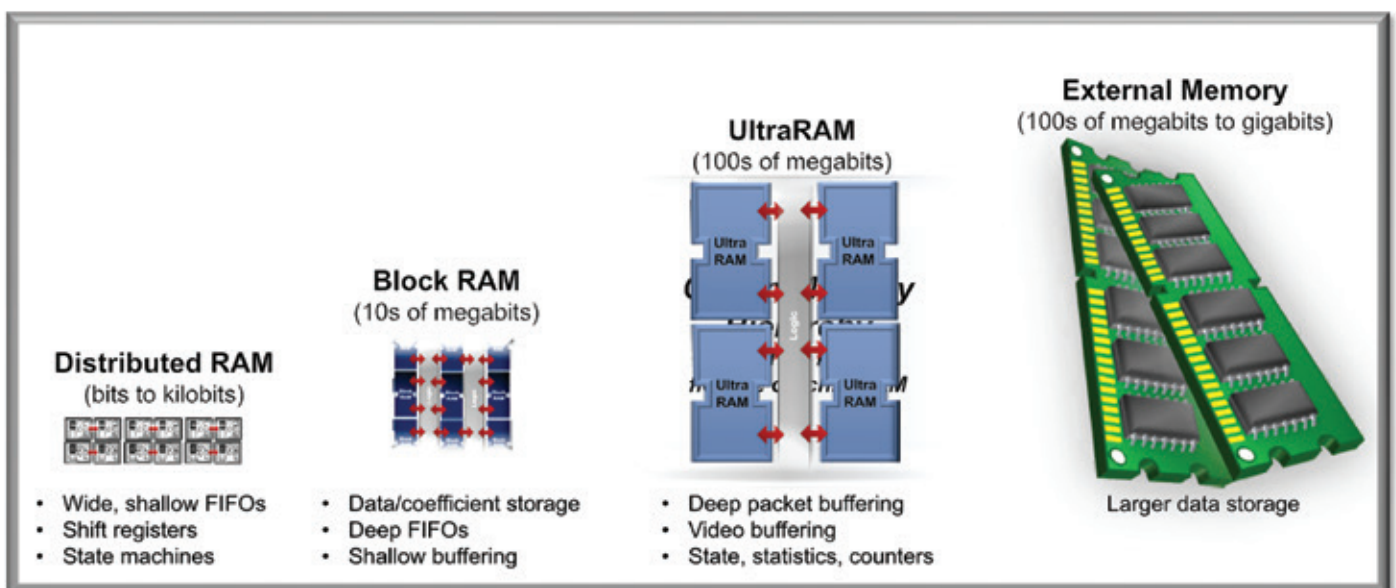 External Memory
(100s of megabits to gigabits)
UltraRAM
(100s of megabits)
Ultra
RAM
Ultra
RAM
Logic
Ultra
RAM
Ultra
RAM
Block RAM
(10s of megabits)
Distributed RAM
(bits to kilobits)
• Wide, shallow FIFOs
• Shift registers
• State machines
• Data/coefficient storage
• Deep FIFOs
• Shallow buffering
• Deep packet buffering
• Video buffering
• State, statistics, counters
Larger data storage